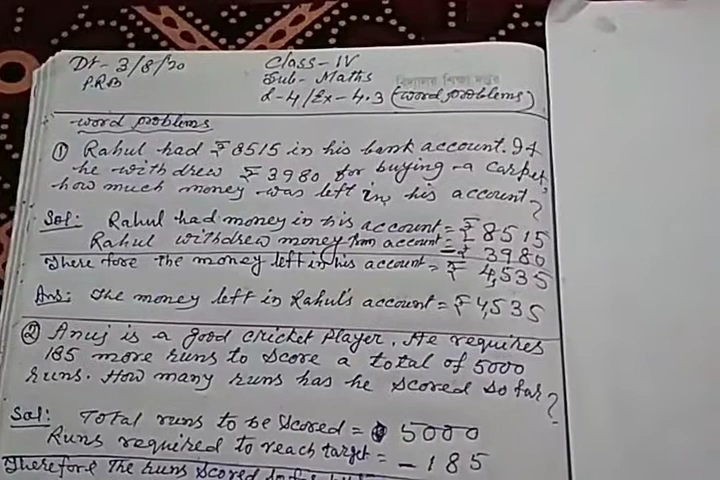 Dt - 3/8/20 Class - IV
P.R.B Sub - Maths
L-4/Ex-4.3 (word problems)
word problems
① Rahul had ₹8515 in his bank account. If
he withdrew ₹3980 for buying a carpet,
how much money was left in his account?
Sol: Rahul had money in his account = ₹8515
Rahul withdrew money from account = -₹3980
Therefore the money left in his account = ₹4,535
Ans: The money left in Rahul's account = ₹4,535
② Anuj is a good cricket player. He requires
185 more runs to score a total of 5000
runs. How many runs has he scored so far?
Sol: Total runs to be scored = 5000
Runs required to reach target = -185
Therefore The runs scored so far